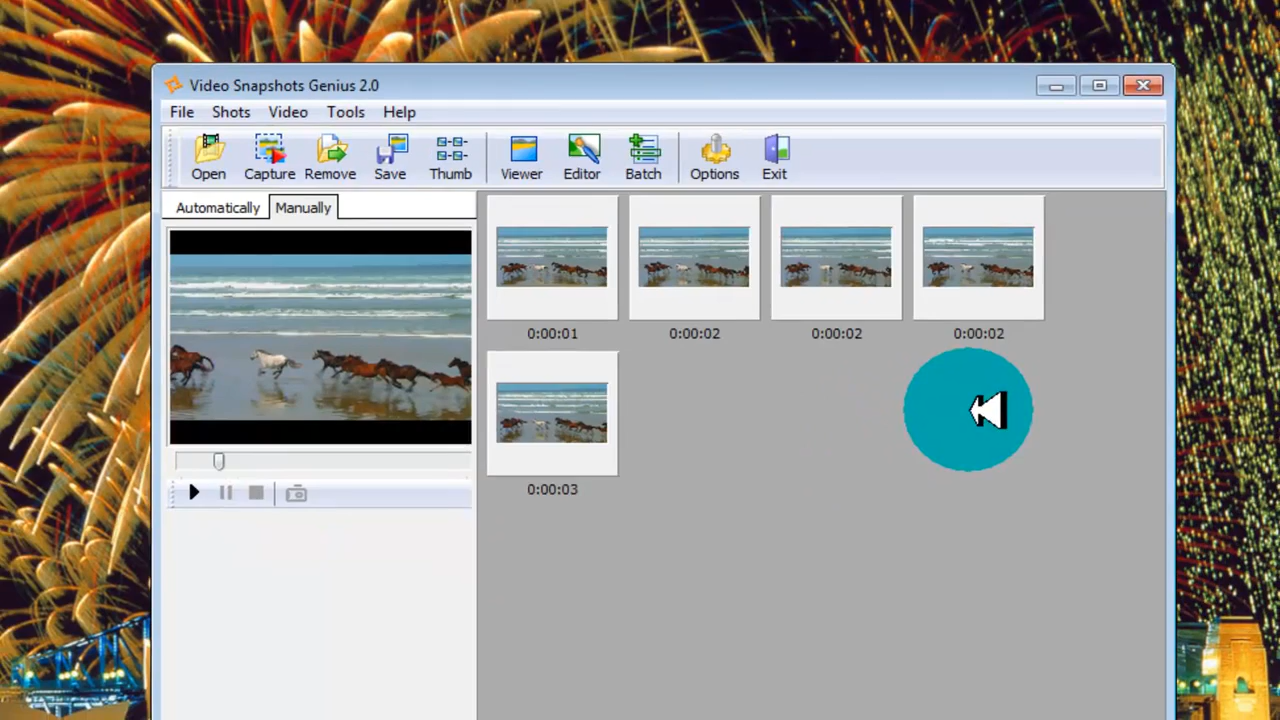 Video Snapshots Genius 2.0
File Shots Video Tools Help
Open Capture Remove Save Thumb Viewer Editor Batch Options Exit
Automatically Manually
0:00:01 0:00:02 0:00:02 0:00:02
0:00:03